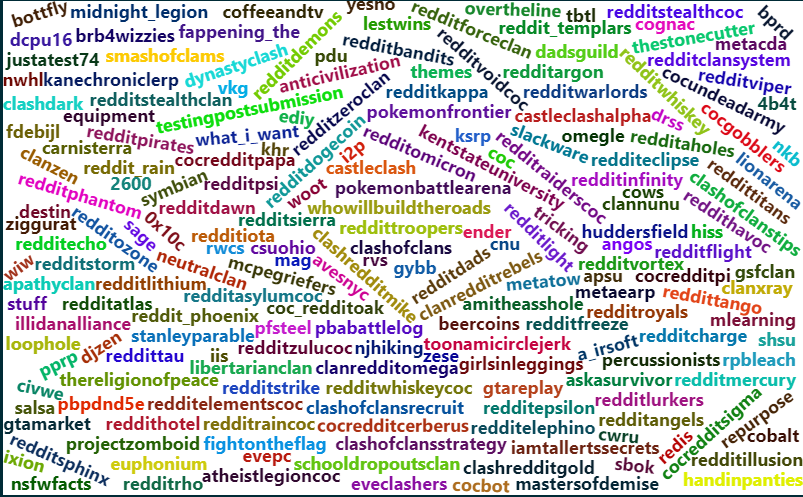 bottfly midnight_legion coffeeandtv yesno overtheline tbtl redditstealthcoc bprd
dcpu16 brb4wizzies fappening_the lestwins redditforceclan reddit_templars cognac thestonecutter
justatest74 smashofclams dynastyclash redditdemons pdu redditbandits redditvoidcoc dadsguild redditclansystem metacda
nwhlkanechroniclerp vkg anticivilization themes redditargon redditwhiskey cocundeadarmy redditviper
clashdark redditstealthclan redditzeroclan redditkappa redditwarlords 4b4t
equipment testingpostsubmission ediy pokemonfrontier castleclashalpha drss cocgobblers
fdebijl redditpirates what_i_want redditdogecoin redditomicron kentstateuniversity ksrp slackware omegle redditaholes nkb
carnisterra khr i2p coc redditraiderscoc redditeclipse lionarena
clanzen reddit_rain cocredditpapa castleclash redditinfinity reddittitans
redditphantom 2600 symbian redditpsi woot pokemonbattlearena cows clannunu clashofclanstips
.destin 0x10c redditdawn redditsierra whowillbuildtheroads redditlight tricking reddithavoc
ziggurat redditozone sage redditiota clashredditmike reddittroopers ender huddersfield hiss
redditecho rwcs csuohio clashofclans cnu angos redditflight
wiw redditstorm neutralclan mcpegriefers mag avesnyc rvs gybb redditdads clanredditrebels redditvortex
apathyclan redditlithium metatow apsu cocredditpi gsfclan
stuff redditatlas redditasylumcoc coc_redditoak amitheasshole metaearp reddittango clanxray
illidanalliance reddit_phoenix pfsteel pbabattlelog beercoins redditfreeze redditroyals mlearning
loophole djzen stanleyparable redditzulucoc njhiking toonamicirclejerk a_irsoft redditcharge shsu
pprp reddittau iis libertarianclan clanredditomega zese girlsinleggings percussionists rpbleach
civwe thereligionofpeace redditstrike redditwhiskeycoc gtareplay askasurvivor redditmercury
salsa pbpdnd5e redditelementscoc clashofclansrecruit redditepsilon redditlurkers
gtamarket reddithotel redditraincoc cocredditcerberus redditelephino redditangels cocredditsigma repurpose
redditsphinx projectzomboid fightontheflag clashofclansstrategy iamtallertssecrets cwru redis cobalt
ixion euphonium evepc schooldropoutsclan clashredditgold sbok redditillusion
nsfwfacts redditrho atheistlegioncoc eveclashers cocbot mastersofdemise handinpanties